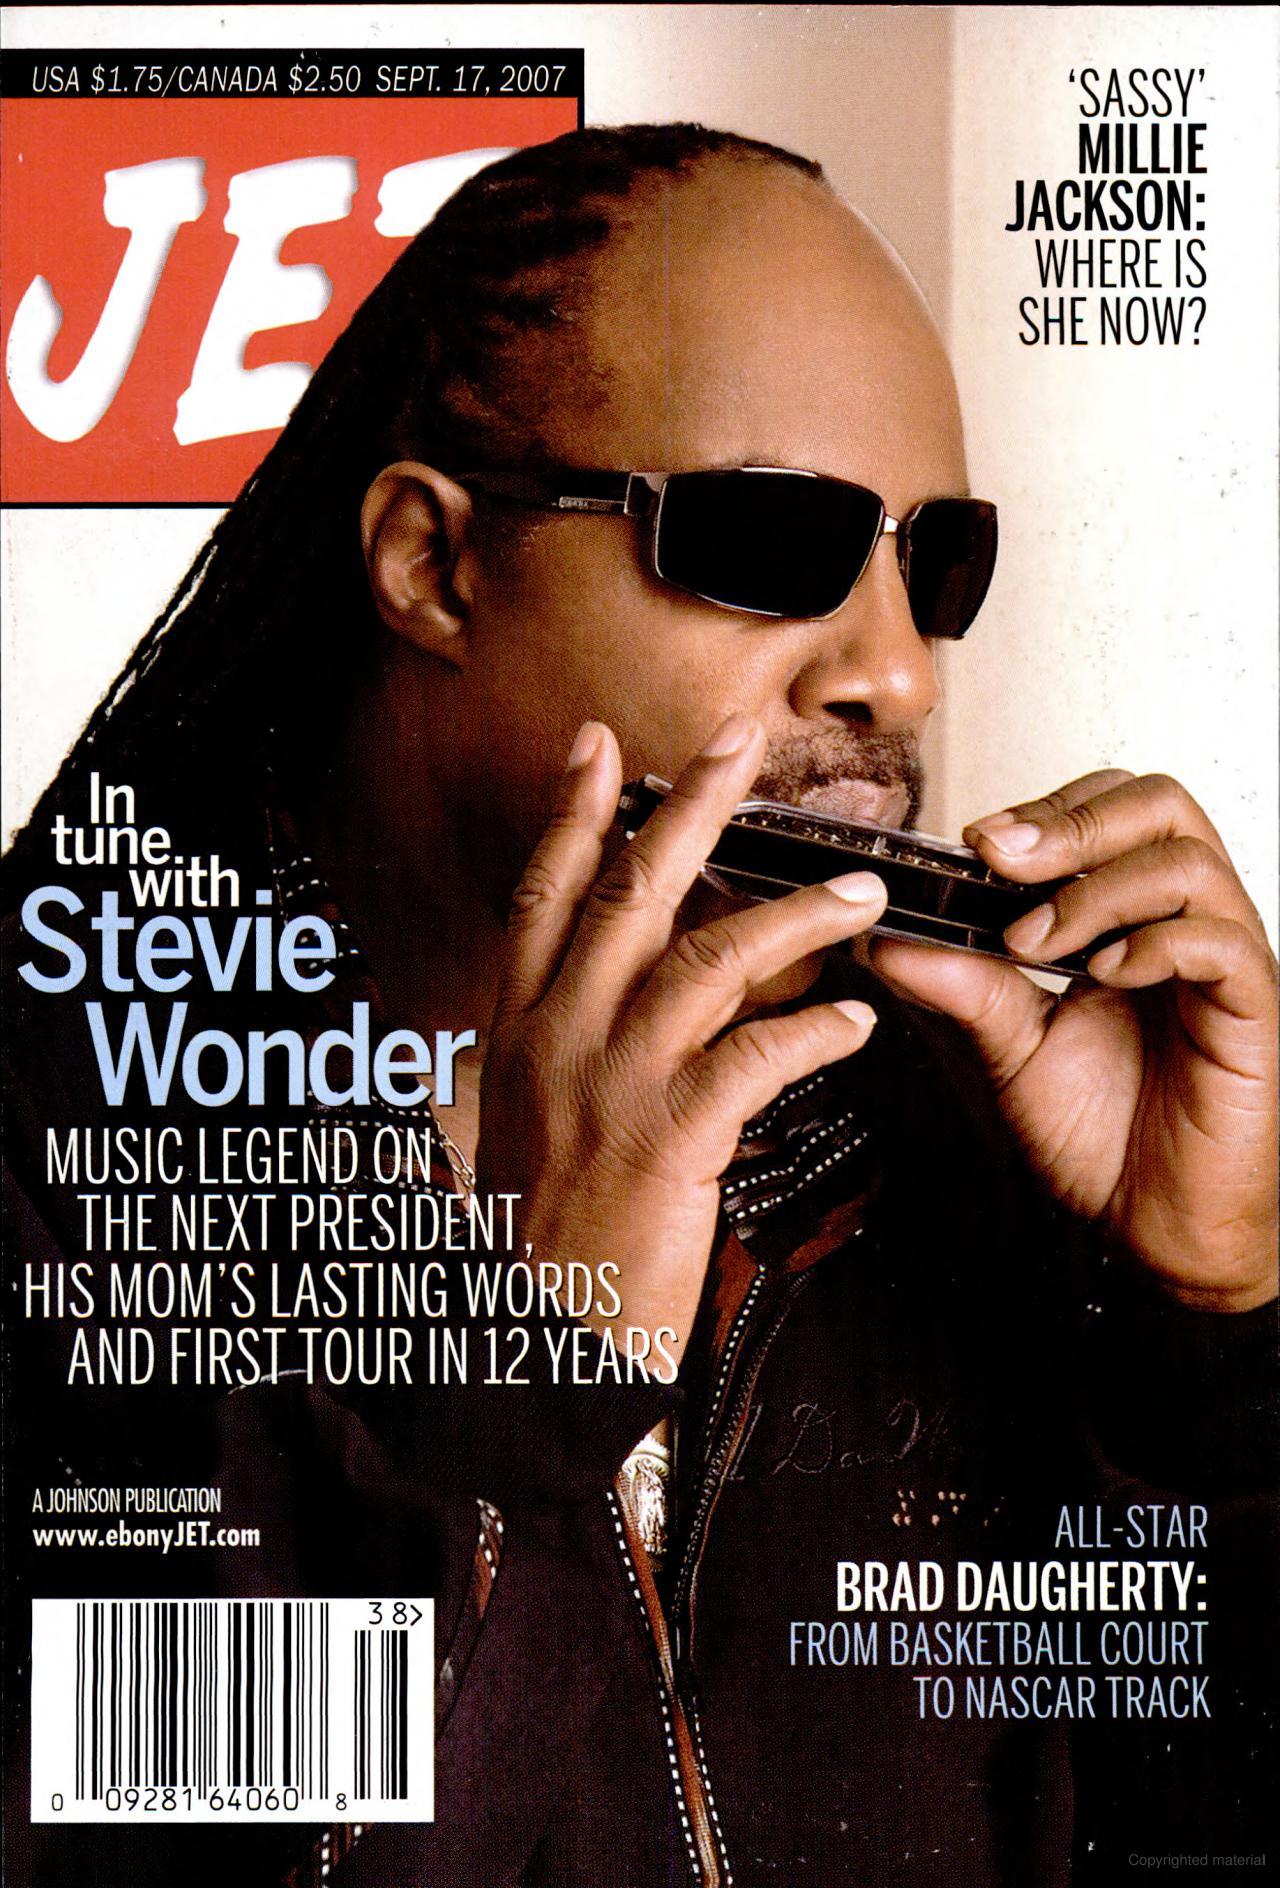 USA $1.75/CANADA $2.50 SEPT. 17, 2007
JET
‘SASSY’
MILLIE
JACKSON:
WHERE IS
SHE NOW?
In
tune
with
Stevie
Wonder
MUSIC LEGEND ON
THE NEXT PRESIDENT,
HIS MOM’S LASTING WORDS
AND FIRST TOUR IN 12 YEARS
A JOHNSON PUBLICATION
www.ebonyJET.com
38>
0 09281 64060 8
ALL-STAR
BRAD DAUGHERTY:
FROM BASKETBALL COURT
TO NASCAR TRACK
Copyrighted material